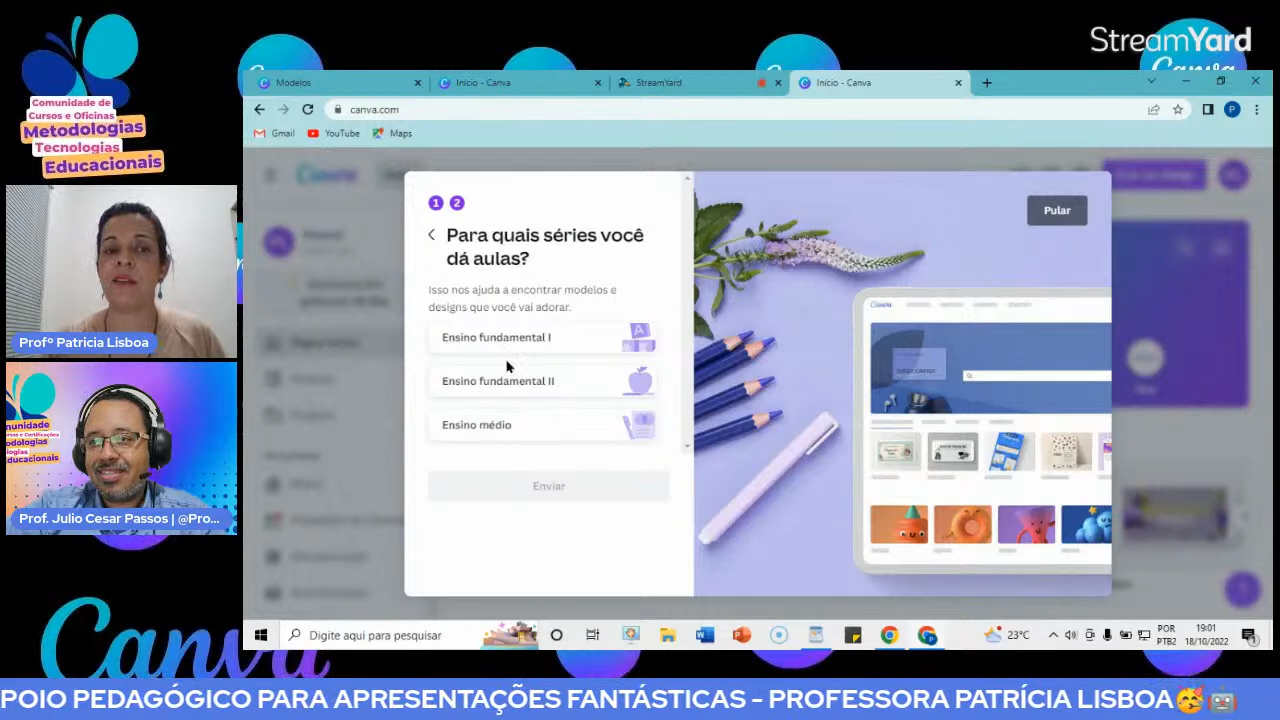 StreamYard
Comunidade de
Cursos e Oficinas
Metodologias
Tecnologias
Educacionais
Modelos
Início - Canva
StreamYard
Início - Canva
canva.com
Gmail
YouTube
Maps
1 2
Para quais séries você
dá aulas?
Isso nos ajuda a encontrar modelos e
designs que você vai adorar.
Ensino fundamental I
A
Ensino fundamental II
Ensino médio
Enviar
Pular
Canva
Profº Patricia Lisboa
Prof. Julio Cesar Passos | @Pro...
Digite aqui para pesquisar
23°C
POR
PTB2
19:01
18/10/2022
Canva
POIO PEDAGÓGICO PARA APRESENTAÇÕES FANTÁSTICAS - PROFESSORA PATRÍCIA LISBOA🥳🤖